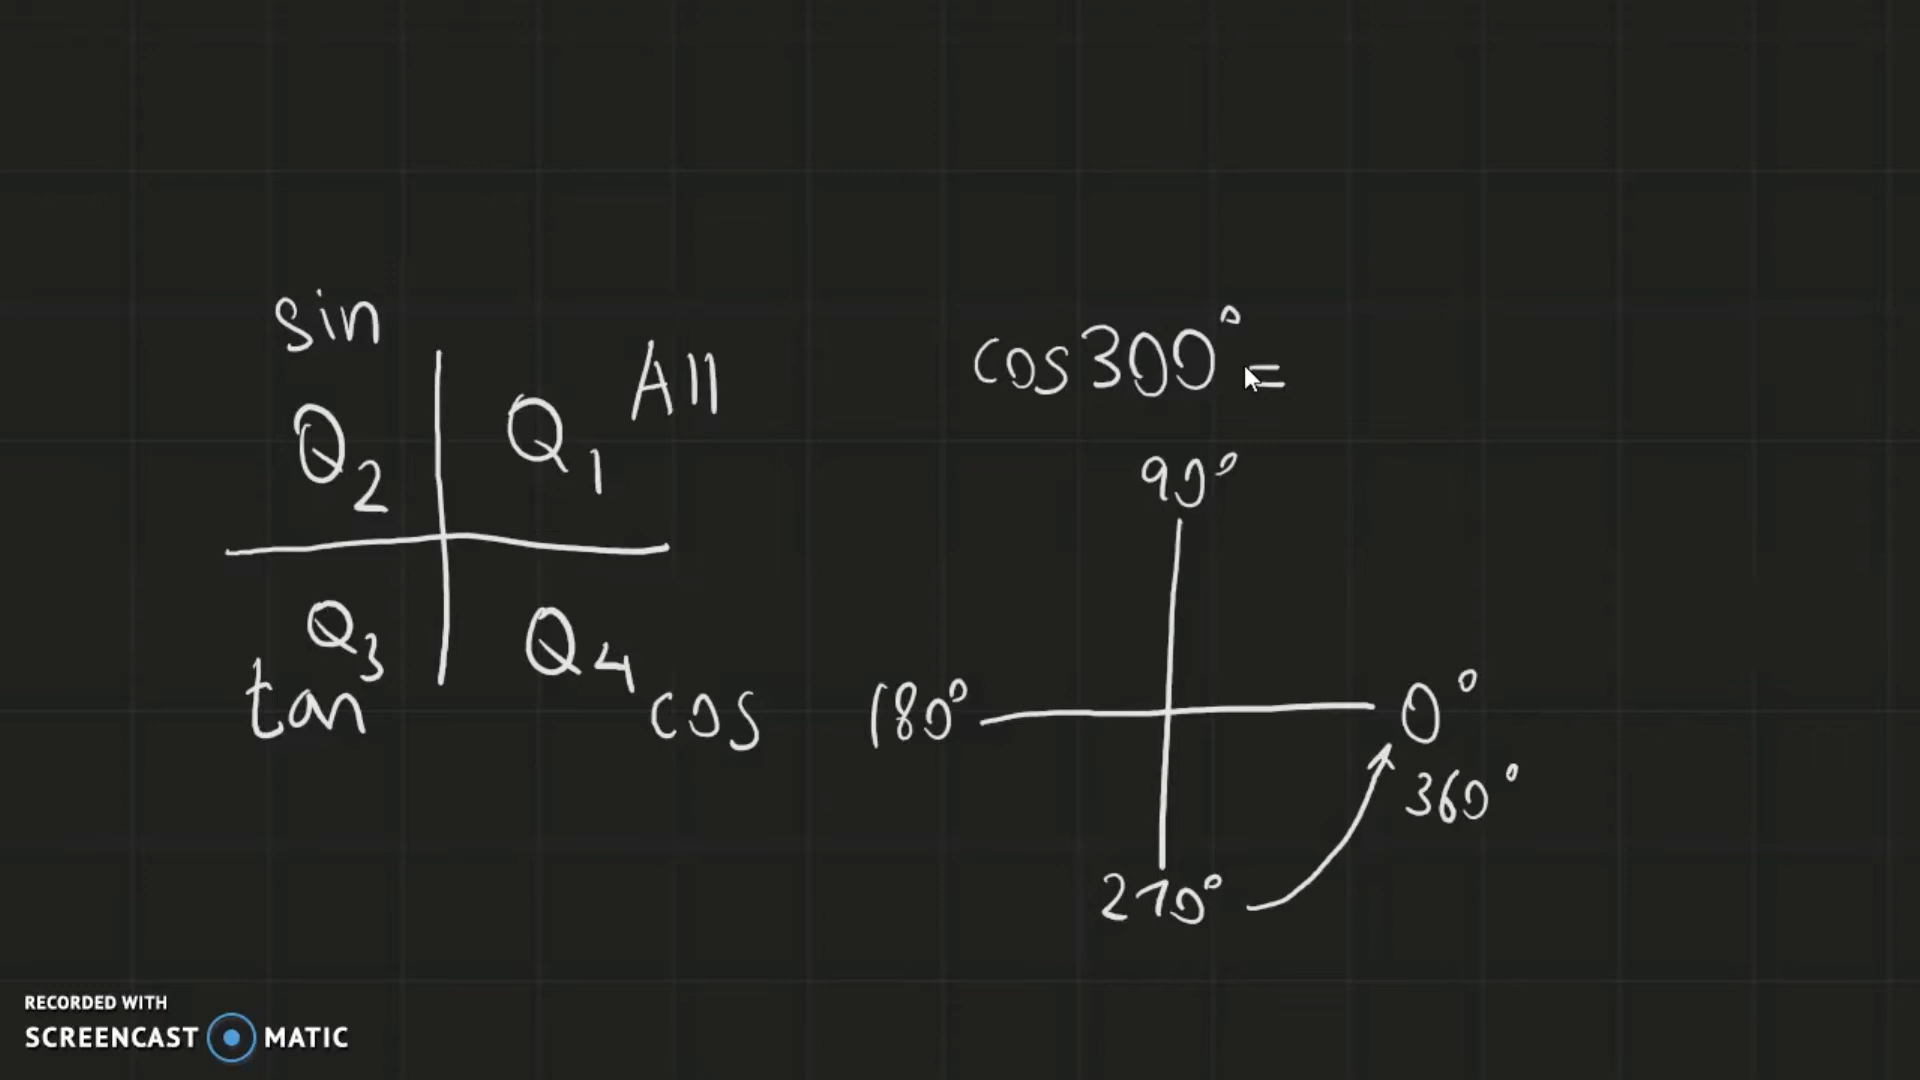 sin
All
Q2
Q1
Q3
Q4
tan
cos
cos300°=
90°
180°
0°
360°
270°
RECORDED WITH
SCREENCAST MATIC